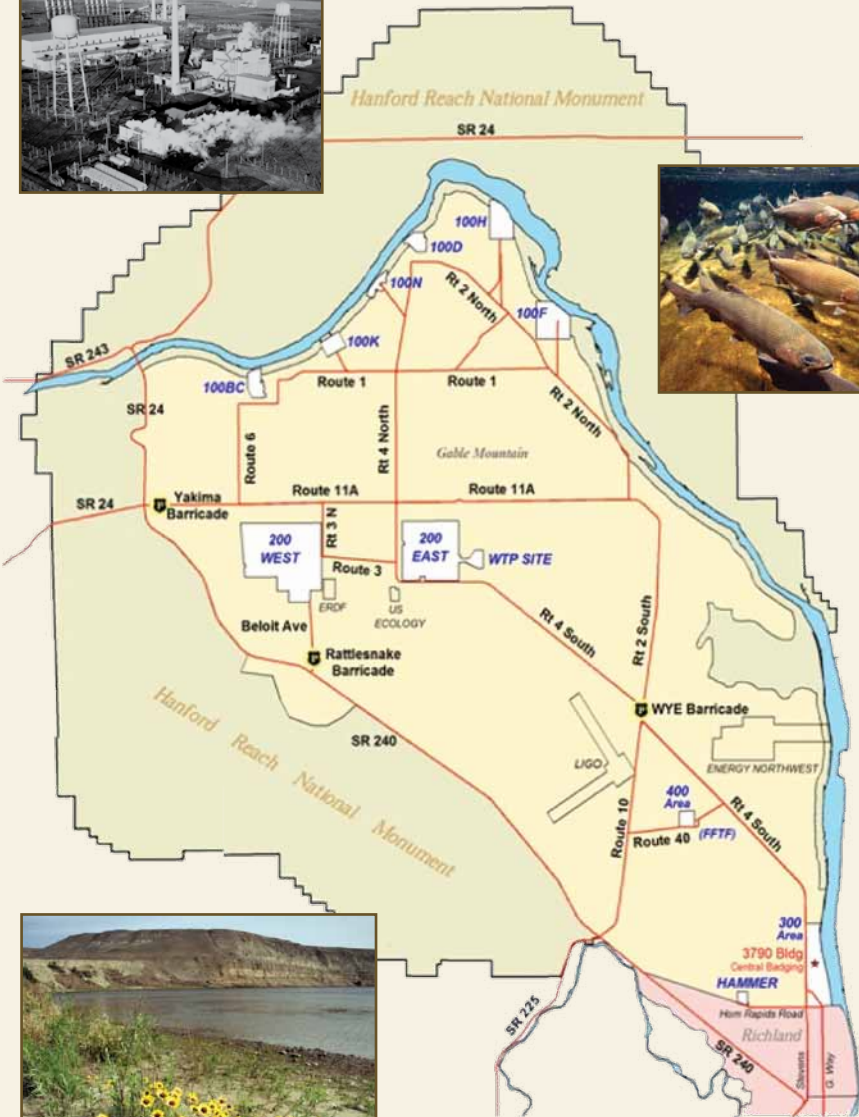 Hanford Reach National Monument
SR 24
100H
100D
100N
Rt 2 North
100F
100K
SR 243
Route 1
Route 1
100BC
SR 24
Rt 2 North
Route 6
Rt 4 North
Gable Mountain
Route 11A
Route 11A
SR 24
Yakima
Barricade
Rt 3 N
200
WEST
200
EAST
WTP SITE
Route 3
ERDF
US
ECOLOGY
Beloit Ave
Rt 4 South
Rt 2 South
Rattlesnake
Barricade
WYE Barricade
Hanford Reach National Monument
SR 240
LIGO
ENERGY NORTHWEST
400
Area
(FFTF)
Rt 4 South
Route 10
Route 40
300
Area
3790 Bldg
Central Badging
HAMMER
Horn Rapids Road
Richland
SR 225
SR 240
Stevens
G. Way